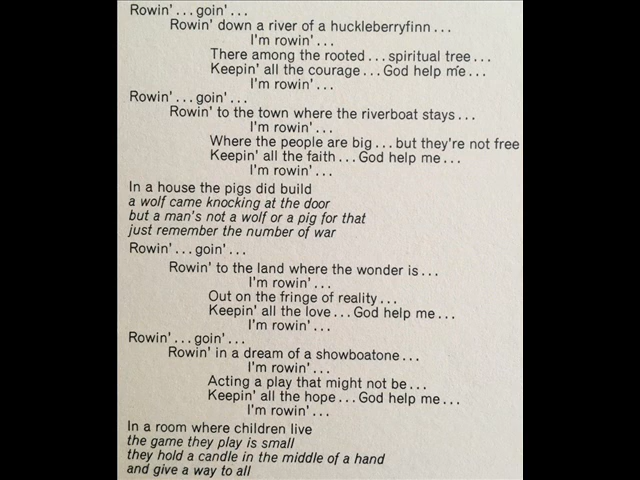 Rowin'...goin'...
Rowin' down a river of a huckleberryfinn...
I'm rowin'...
There among the rooted...spiritual tree...
Keepin' all the courage...God help me...
I'm rowin'...
Rowin'...goin'...
Rowin' to the town where the riverboat stays...
I'm rowin'...
Where the people are big...but they're not free
Keepin' all the faith...God help me...
I'm rowin'...
In a house the pigs did build
a wolf came knocking at the door
but a man's not a wolf or a pig for that
just remember the number of war
Rowin'...goin'...
Rowin' to the land where the wonder is...
I'm rowin'...
Out on the fringe of reality...
Keepin' all the love...God help me...
I'm rowin'...
Rowin'...goin'...
Rowin' in a dream of a showboatone...
I'm rowin'...
Acting a play that might not be...
Keepin' all the hope...God help me...
I'm rowin'...
In a room where children live
the game they play is small
they hold a candle in the middle of a hand
and give a way to all